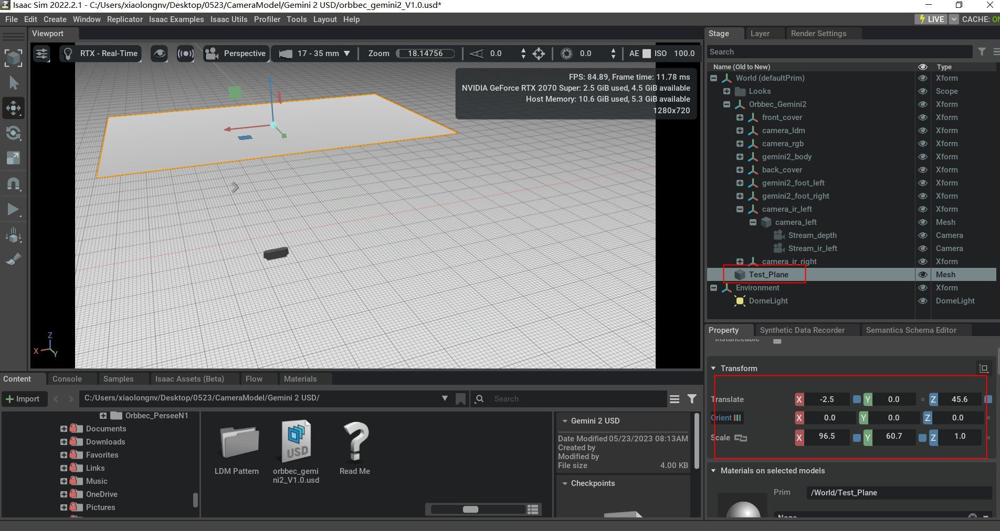 Isaac Sim 2022.2.1 - C:/Users/xiaolongnv/Desktop/0523/CameraModel/Gemini 2 USD/orbbec_gemini2_V1.0.usd*
File Edit Create Window Replicator Isaac Examples Isaac Utils Profiler Tools Layout Help
LIVE CACHE: ON
Viewport
RTX - Real-Time Perspective 17 - 35 mm Zoom 18.14756 0.0 0.0 AE ISO 100.0
FPS: 84.89, Frame time: 11.78 ms
NVIDIA GeForce RTX 2070 Super: 2.5 GiB used, 4.5 GiB available
Host Memory: 10.6 GiB used, 5.3 GiB available
1280x720
Z
X
Y
Stage Layer Render Settings
Search
Name (Old to New) Type
World (defaultPrim) Xform
Looks Scope
Orbbec_Gemini2 Xform
front_cover Xform
camera_ldm Xform
camera_rgb Xform
gemini2_body Xform
back_cover Xform
gemini2_foot_left Xform
gemini2_foot_right Xform
camera_ir_left Xform
camera_left Mesh
Stream_depth Camera
Stream_ir_left Camera
camera_ir_right Xform
Test_Plane Mesh
Environment Xform
DomeLight DomeLight
Property Synthetic Data Recorder Semantics Schema Editor
Instanceable
Transform
Translate X -2.5 Y 0.0 Z 45.6
Orient X 0.0 Y 0.0 Z 0.0
Scale X 96.5 Y 60.7 Z 1.0
Materials on selected models
Prim /World/Test_Plane
None
Content Console Samples Isaac Assets (Beta) Flow Materials
Import C:/Users/xiaolongnv/Desktop/0523/CameraModel/Gemini 2 USD/ Search
Orbbec_PerseeN1
Documents
Downloads
Favorites
Links
Music
OneDrive
Pictures
USD
LDM Pattern
orbbec_gemi
ni2_V1.0.usd
Read Me
Gemini 2 USD
Date Modified 05/23/2023 08:13AM
Created by
Modified by
File size 4.00 KB
Checkpoints